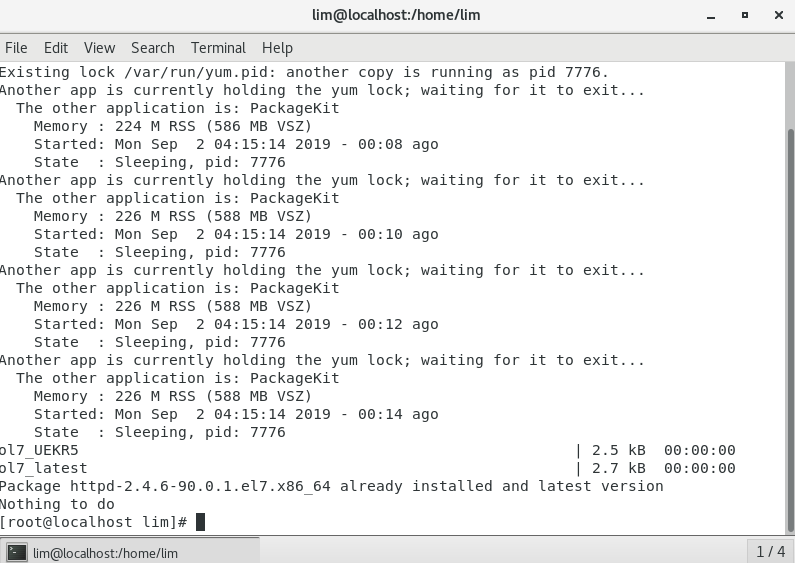 lim@localhost:/home/lim
File Edit View Search Terminal Help
Existing lock /var/run/yum.pid: another copy is running as pid 7776.
Another app is currently holding the yum lock; waiting for it to exit...
  The other application is: PackageKit
    Memory : 224 M RSS (586 MB VSZ)
    Started: Mon Sep  2 04:15:14 2019 - 00:08 ago
    State  : Sleeping, pid: 7776
Another app is currently holding the yum lock; waiting for it to exit...
  The other application is: PackageKit
    Memory : 226 M RSS (588 MB VSZ)
    Started: Mon Sep  2 04:15:14 2019 - 00:10 ago
    State  : Sleeping, pid: 7776
Another app is currently holding the yum lock; waiting for it to exit...
  The other application is: PackageKit
    Memory : 226 M RSS (588 MB VSZ)
    Started: Mon Sep  2 04:15:14 2019 - 00:12 ago
    State  : Sleeping, pid: 7776
Another app is currently holding the yum lock; waiting for it to exit...
  The other application is: PackageKit
    Memory : 226 M RSS (588 MB VSZ)
    Started: Mon Sep  2 04:15:14 2019 - 00:14 ago
    State  : Sleeping, pid: 7776
ol7_UEKR5 | 2.5 kB  00:00:00
ol7_latest | 2.7 kB  00:00:00
Package httpd-2.4.6-90.0.1.el7.x86_64 already installed and latest version
Nothing to do
[root@localhost lim]#
lim@localhost:/home/lim 1 / 4